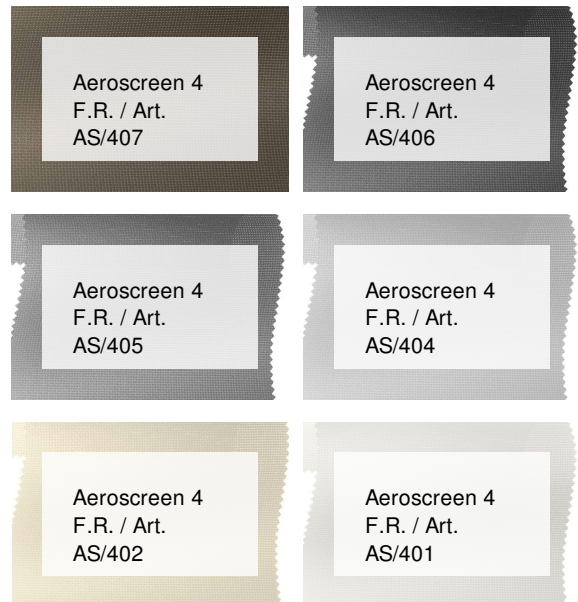 Aeroscreen 4
F.R. / Art.
AS/407
Aeroscreen 4
F.R. / Art.
AS/406
Aeroscreen 4
F.R. / Art.
AS/405
Aeroscreen 4
F.R. / Art.
AS/404
Aeroscreen 4
F.R. / Art.
AS/402
Aeroscreen 4
F.R. / Art.
AS/401